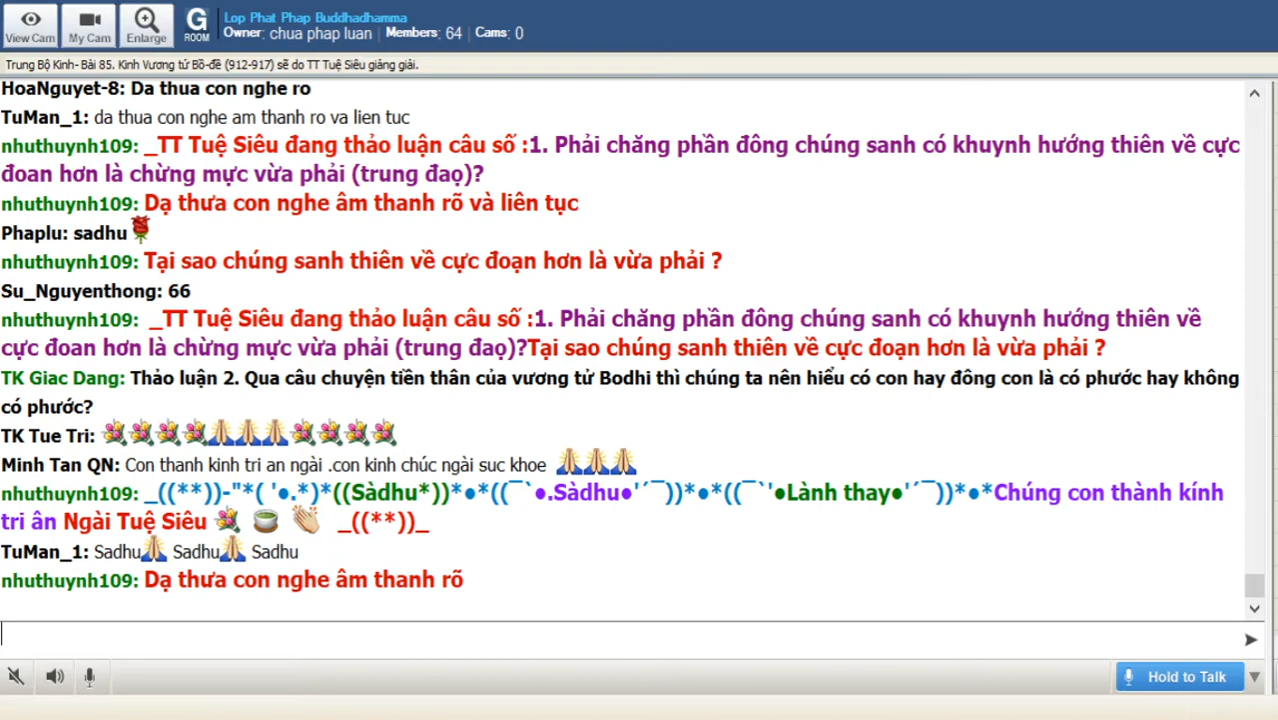 View Cam
My Cam
Enlarge
G
ROOM
Lop Phat Phap Buddhadhamma
Owner: chua phap luan | Members: 64 | Cams: 0
Trung Bộ Kinh- Bài 85. Kinh Vương tử Bồ-đề (912-917) sẽ do TT Tuệ Siêu giảng giải.
HoaNguyet-8: Da thua con nghe ro
TuMan_1: da thua con nghe am thanh ro va lien tuc
nhuthuynh109: _TT Tuệ Siêu đang thảo luận câu số :1. Phải chăng phần đông chúng sanh có khuynh hướng thiên về cực
đoan hơn là chừng mực vừa phải (trung đaọ)?
nhuthuynh109: Dạ thưa con nghe âm thanh rõ và liên tục
Phaplu: sadhu🌹
nhuthuynh109: Tại sao chúng sanh thiên về cực đoạn hơn là vừa phải ?
Su_Nguyenthong: 66
nhuthuynh109: _TT Tuệ Siêu đang thảo luận câu số :1. Phải chăng phần đông chúng sanh có khuynh hướng thiên về
cực đoan hơn là chừng mực vừa phải (trung đaọ)?Tại sao chúng sanh thiên về cực đoạn hơn là vừa phải ?
TK Giac Dang: Thảo luận 2. Qua câu chuyện tiền thân của vương tử Bodhi thì chúng ta nên hiểu có con hay đông con là có phước hay không
có phước?
TK Tue Tri: 💐💐💐💐🙏🙏🙏💐💐💐💐
Minh Tan QN: Con thanh kinh tri an ngài .con kinh chúc ngài suc khoe 🙏🙏🙏
nhuthuynh109: _((**))-"*( '●.*)*((Sàdhu*))*●*((¯`●.Sàdhu●'´¯))*●*((¯`'●Lành thay●'´¯))*●*Chúng con thành kính
tri ân Ngài Tuệ Siêu 💐 🍵 👏 _((**))_
TuMan_1: Sadhu🙏 Sadhu🙏 Sadhu
nhuthuynh109: Dạ thưa con nghe âm thanh rõ
Hold to Talk